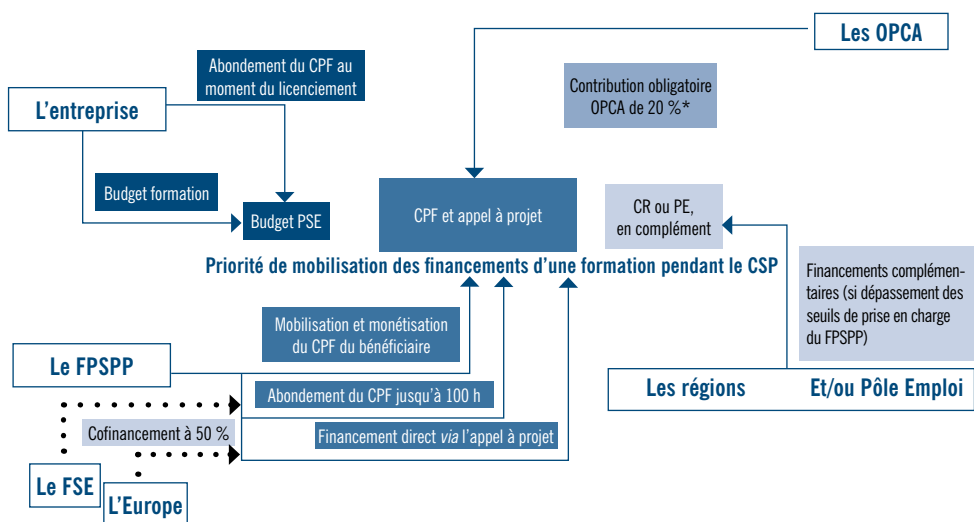 Les OPCA
Abondement du CPF au
moment du licenciement
Contribution obligatoire
OPCA de 20 %*
L'entreprise
Budget formation
Budget PSE
CPF et appel à projet
CR ou PE,
en complément
Priorité de mobilisation des financements d'une formation pendant le CSP
Financements complémen-
taires (si dépassement des
seuils de prise en charge
du FPSPP)
Mobilisation et monétisation
du CPF du bénéficiaire
Le FPSPP
Abondement du CPF jusqu'à 100 h
Les régions Et/ou Pôle Emploi
Cofinancement à 50 %
Financement direct via l'appel à projet
Le FSE
L'Europe